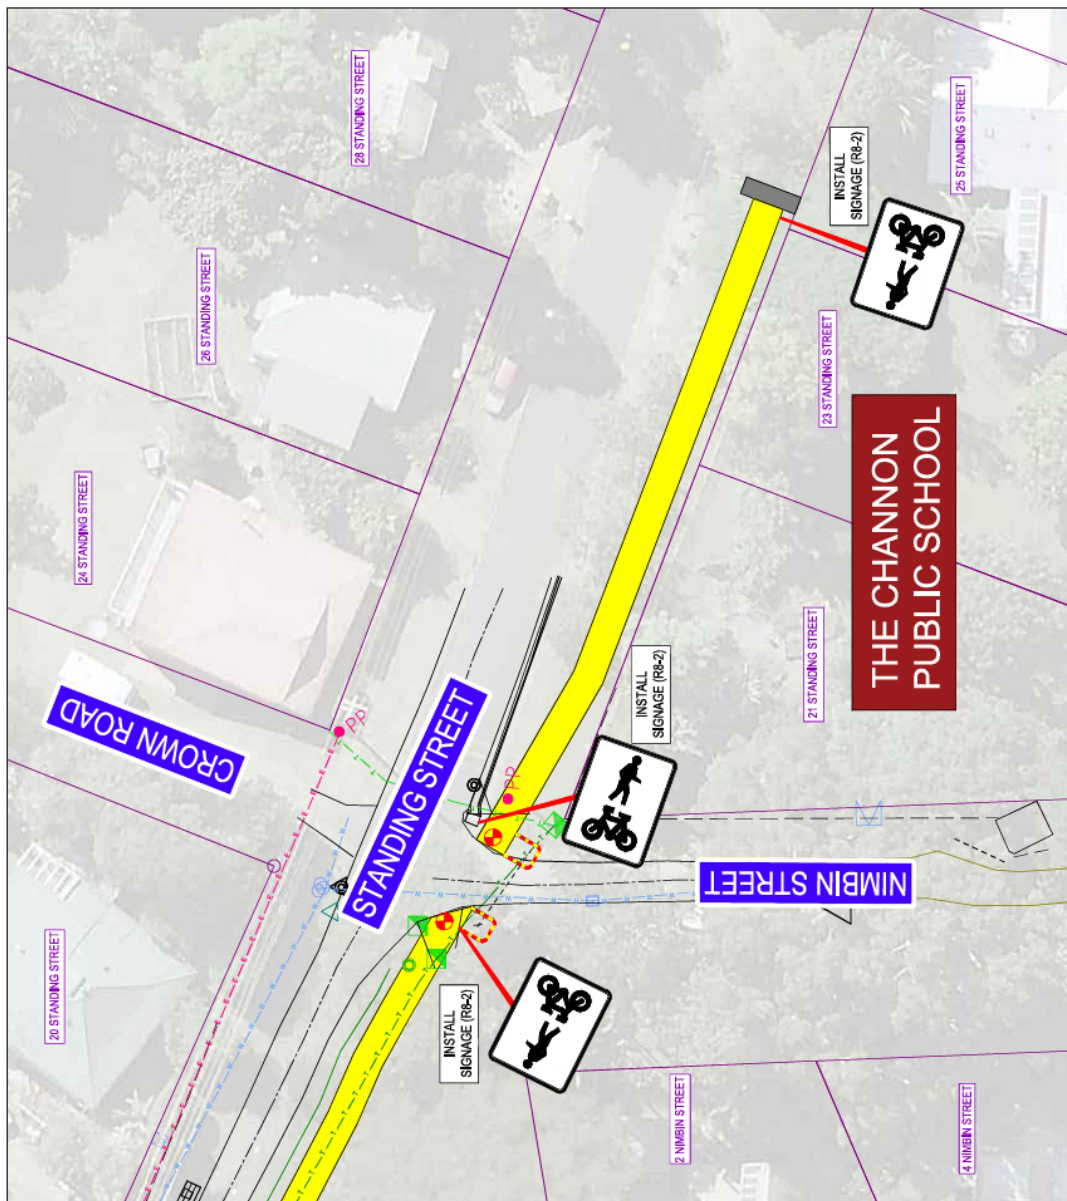 28 STANDING STREET
26 STANDING STREET
24 STANDING STREET
20 STANDING STREET
CROWN ROAD
PP
STANDING STREET
PP
INSTALL
SIGNAGE (R8-2)
25 STANDING STREET
23 STANDING STREET
THE CHANNON
PUBLIC SCHOOL
21 STANDING STREET
INSTALL
SIGNAGE (R8-2)
NIMBIN STREET
INSTALL
SIGNAGE (R8-2)
2 NIMBIN STREET
4 NIMBIN STREET